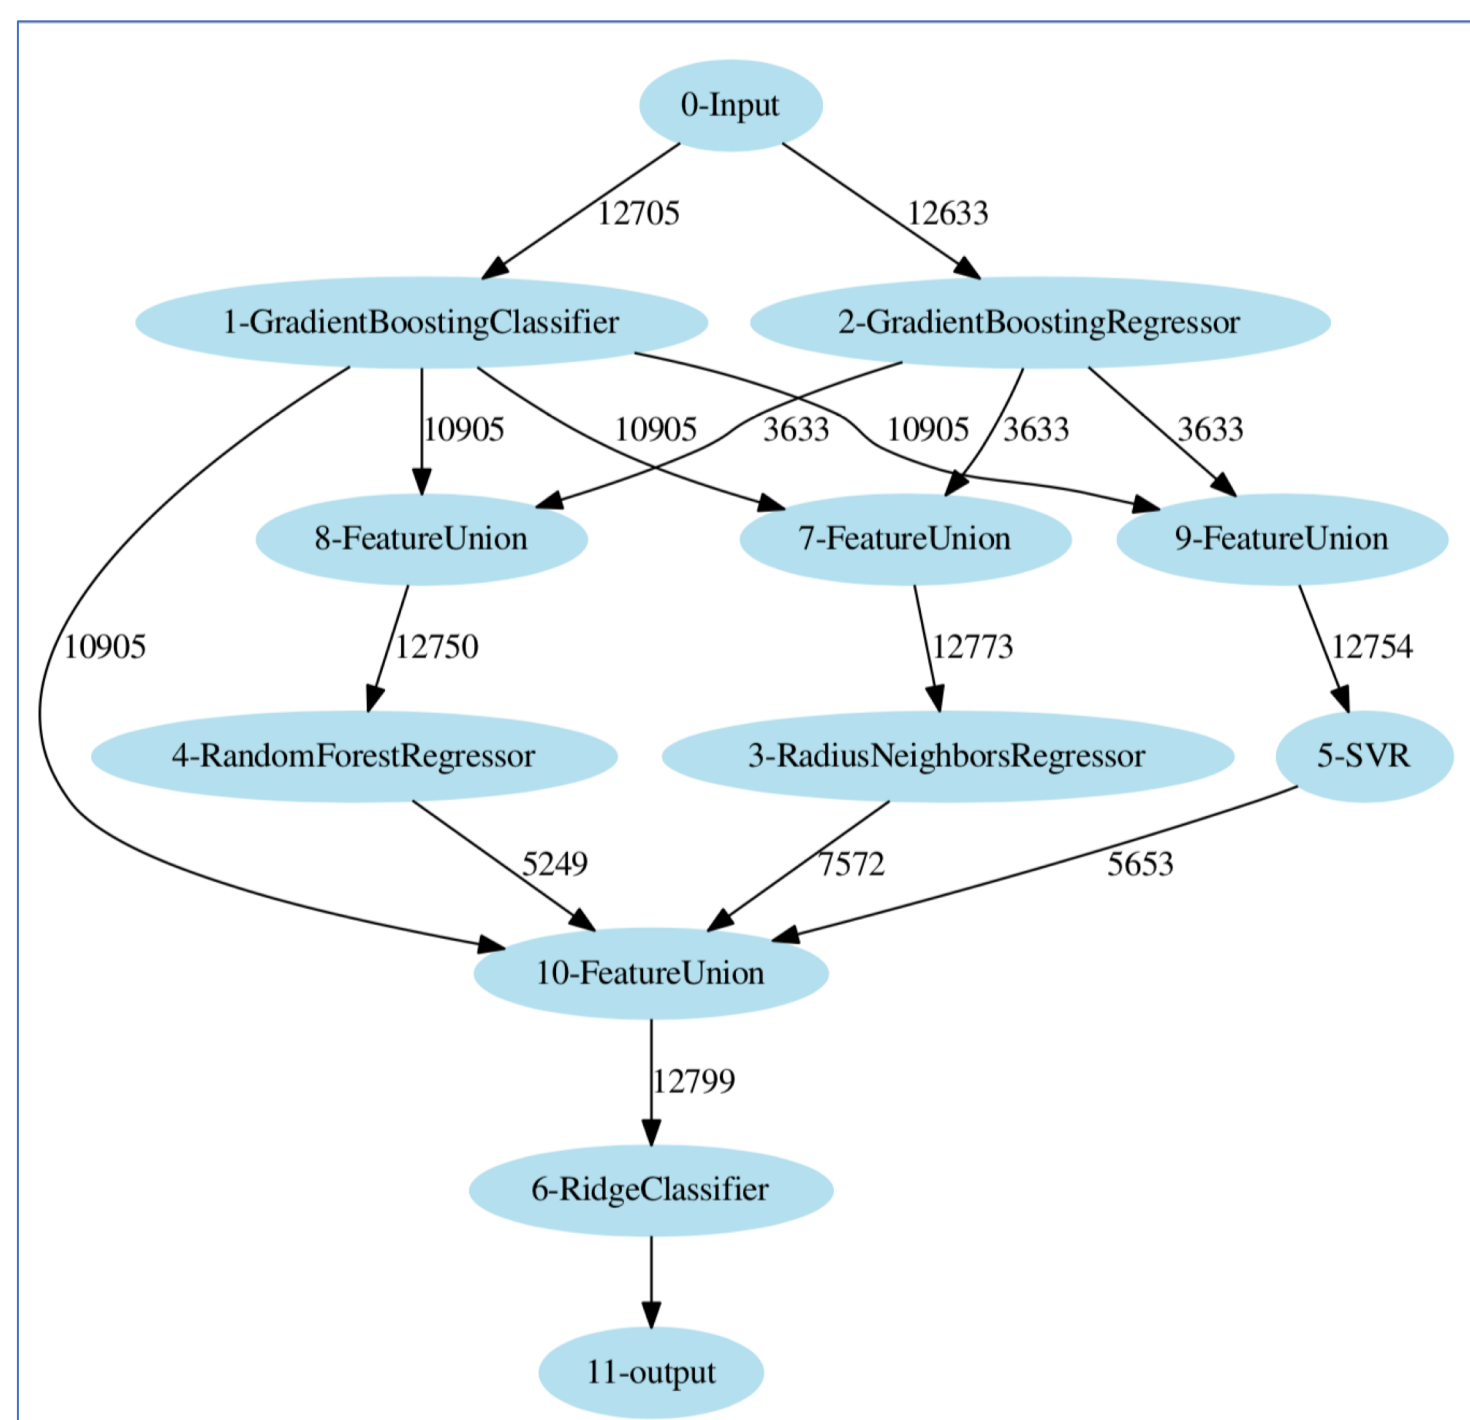 0-Input
12705
12633
1-GradientBoostingClassifier
2-GradientBoostingRegressor
10905
10905
3633
10905
3633
3633
8-FeatureUnion
7-FeatureUnion
9-FeatureUnion
10905
12750
12773
12754
4-RandomForestRegressor
3-RadiusNeighborsRegressor
5-SVR
5249
7572
5653
10-FeatureUnion
12799
6-RidgeClassifier
11-output